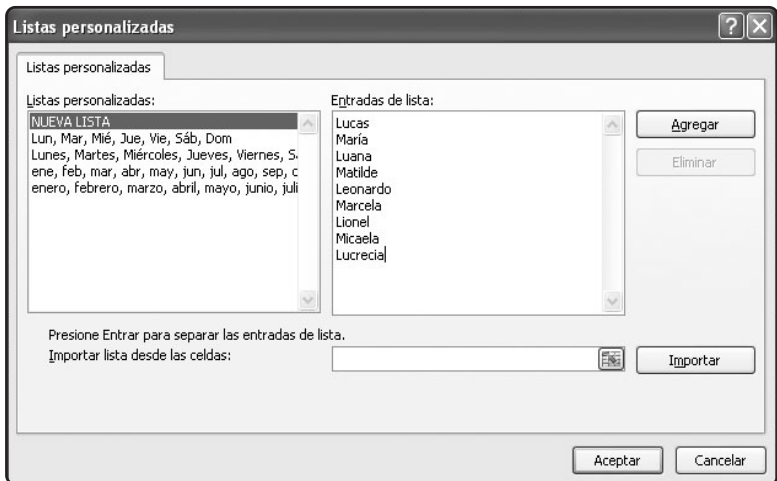 Listas personalizadas
Listas personalizadas
Listas personalizadas:
NUEVA LISTA
Lun, Mar, Mié, Jue, Vie, Sáb, Dom
Lunes, Martes, Miércoles, Jueves, Viernes, S
ene, feb, mar, abr, may, jun, jul, ago, sep, c
enero, febrero, marzo, abril, mayo, junio, juli
Entradas de lista:
Lucas
María
Luana
Matilde
Leonardo
Marcela
Lionel
Micaela
Lucrecia
Agregar
Eliminar
Presione Entrar para separar las entradas de lista.
Importar lista desde las celdas:
Importar
Aceptar
Cancelar